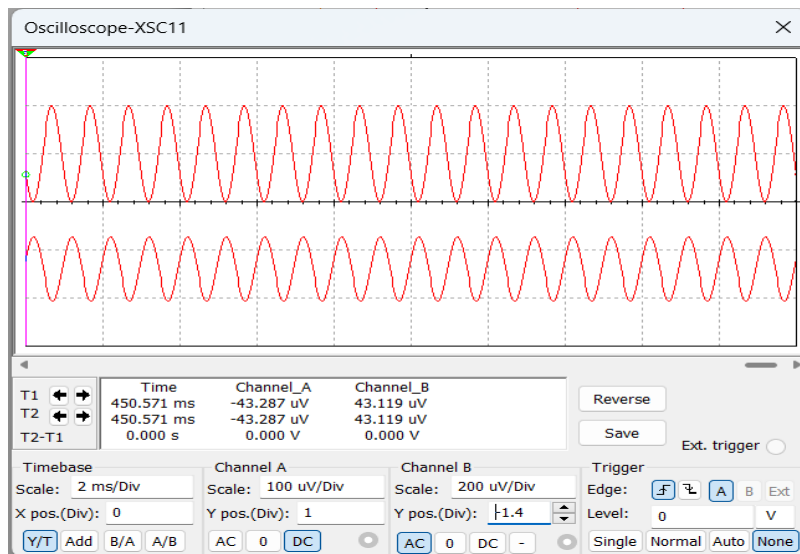 Oscilloscope-XSC11
Time Channel_A Channel_B
T1 450.571 ms -43.287 uV 43.119 uV
T2 450.571 ms -43.287 uV 43.119 uV
T2-T1 0.000 s 0.000 V 0.000 V
Reverse
Save
Ext. trigger
Timebase
Scale: 2 ms/Div
X pos.(Div): 0
Y/T Add B/A A/B
Channel A
Scale: 100 uV/Div
Y pos.(Div): 1
AC 0 DC
Channel B
Scale: 200 uV/Div
Y pos.(Div): -1.4
AC 0 DC -
Trigger
Edge: A B Ext
Level: 0 V
Single Normal Auto None